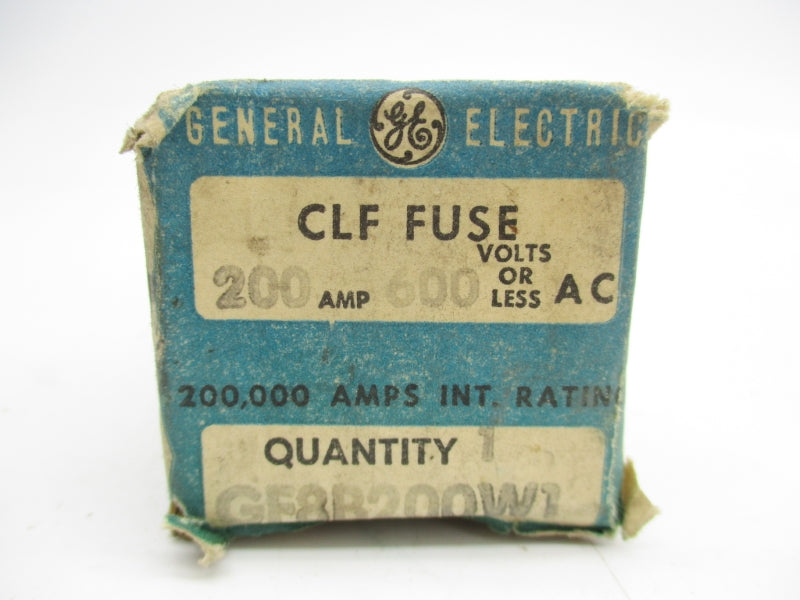 GENERAL GE ELECTRIC
CLF FUSE
200 AMP 600 VOLTS OR LESS AC
200,000 AMPS INT. RATING
QUANTITY 1
GF8B200W1